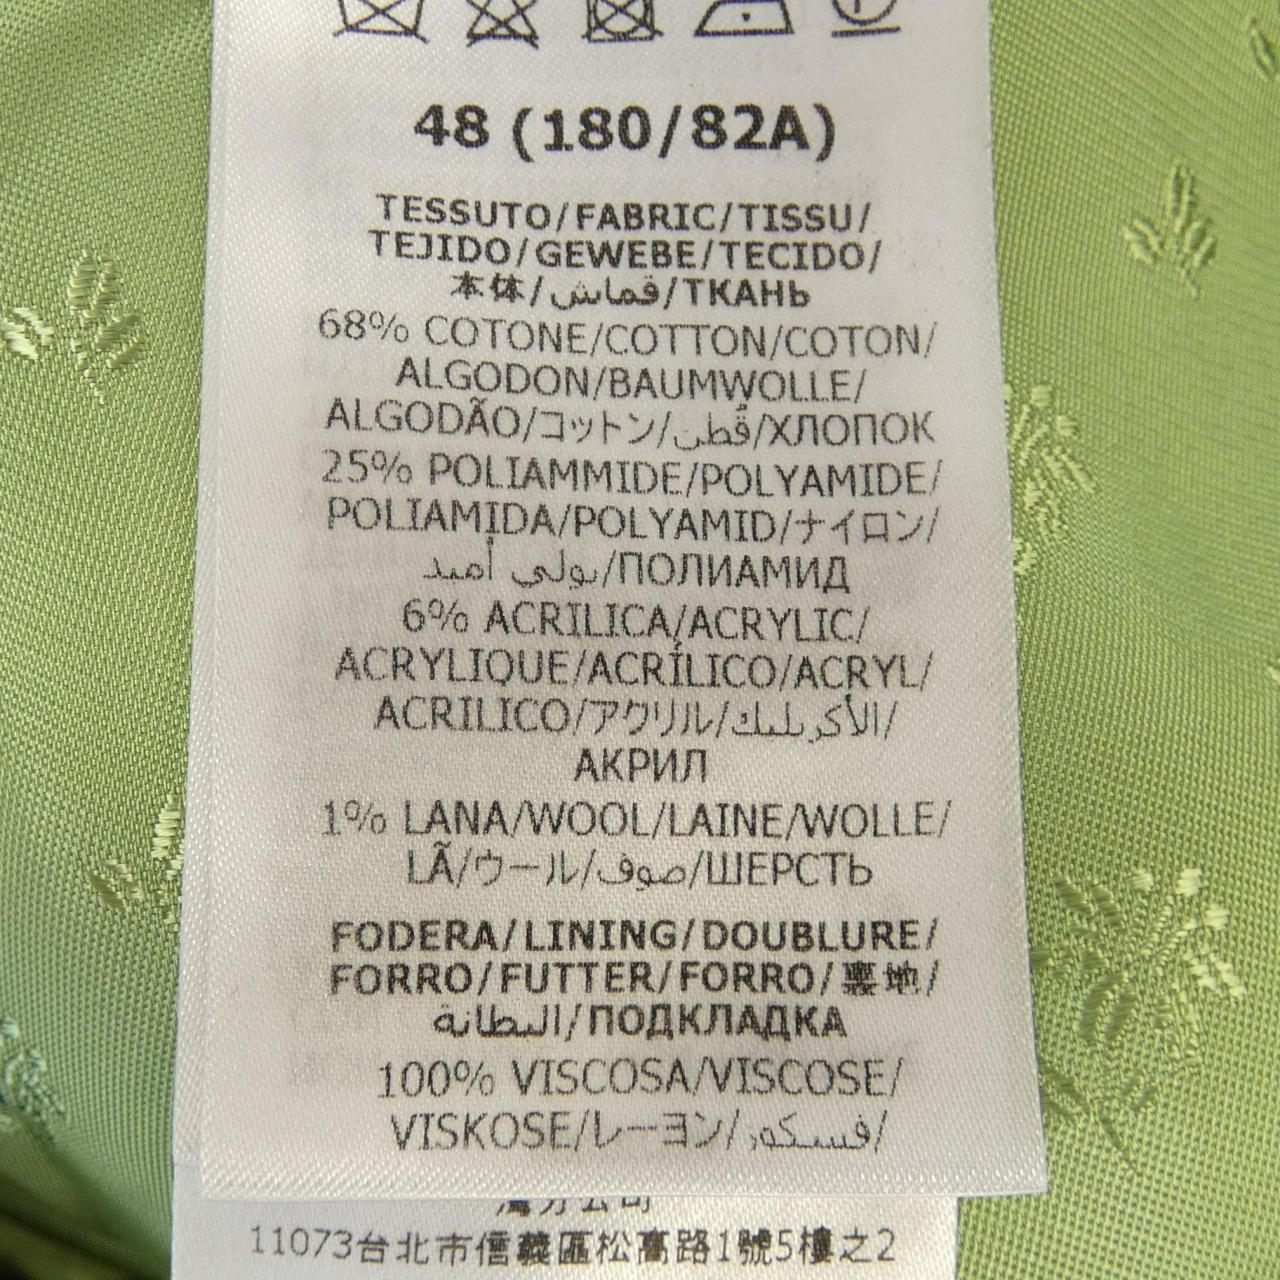 48 (180/82A)
TESSUTO/FABRIC/TISSU/
TEJIDO/GEWEBE/TECIDO/
本体/قماش/ТКАНЬ
68% COTONE/COTTON/COTON/
ALGODON/BAUMWOLLE/
ALGODÃO/コットン/قُطن/ХЛОПОК
25% POLIAMMIDE/POLYAMIDE/
POLIAMIDA/POLYAMID/ナイロン/
بولي أميد/ПОЛИАМИД
6% ACRILICA/ACRYLIC/
ACRYLIQUE/ACRÍLICO/ACRYL/
ACRILICO/アクリル/الأكريليك/
АКРИЛ
1% LANA/WOOL/LAINE/WOLLE/
LÃ/ウール/صوف/ШЕРСТЬ
FODERA/LINING/DOUBLURE/
FORRO/FUTTER/FORRO/裏地/
البطانة/ПОДКЛАДКА
100% VISCOSA/VISCOSE/
VISKOSE/レーヨン/فسكوز/
灣分公司
11073台北市信義區松高路1號5樓之2